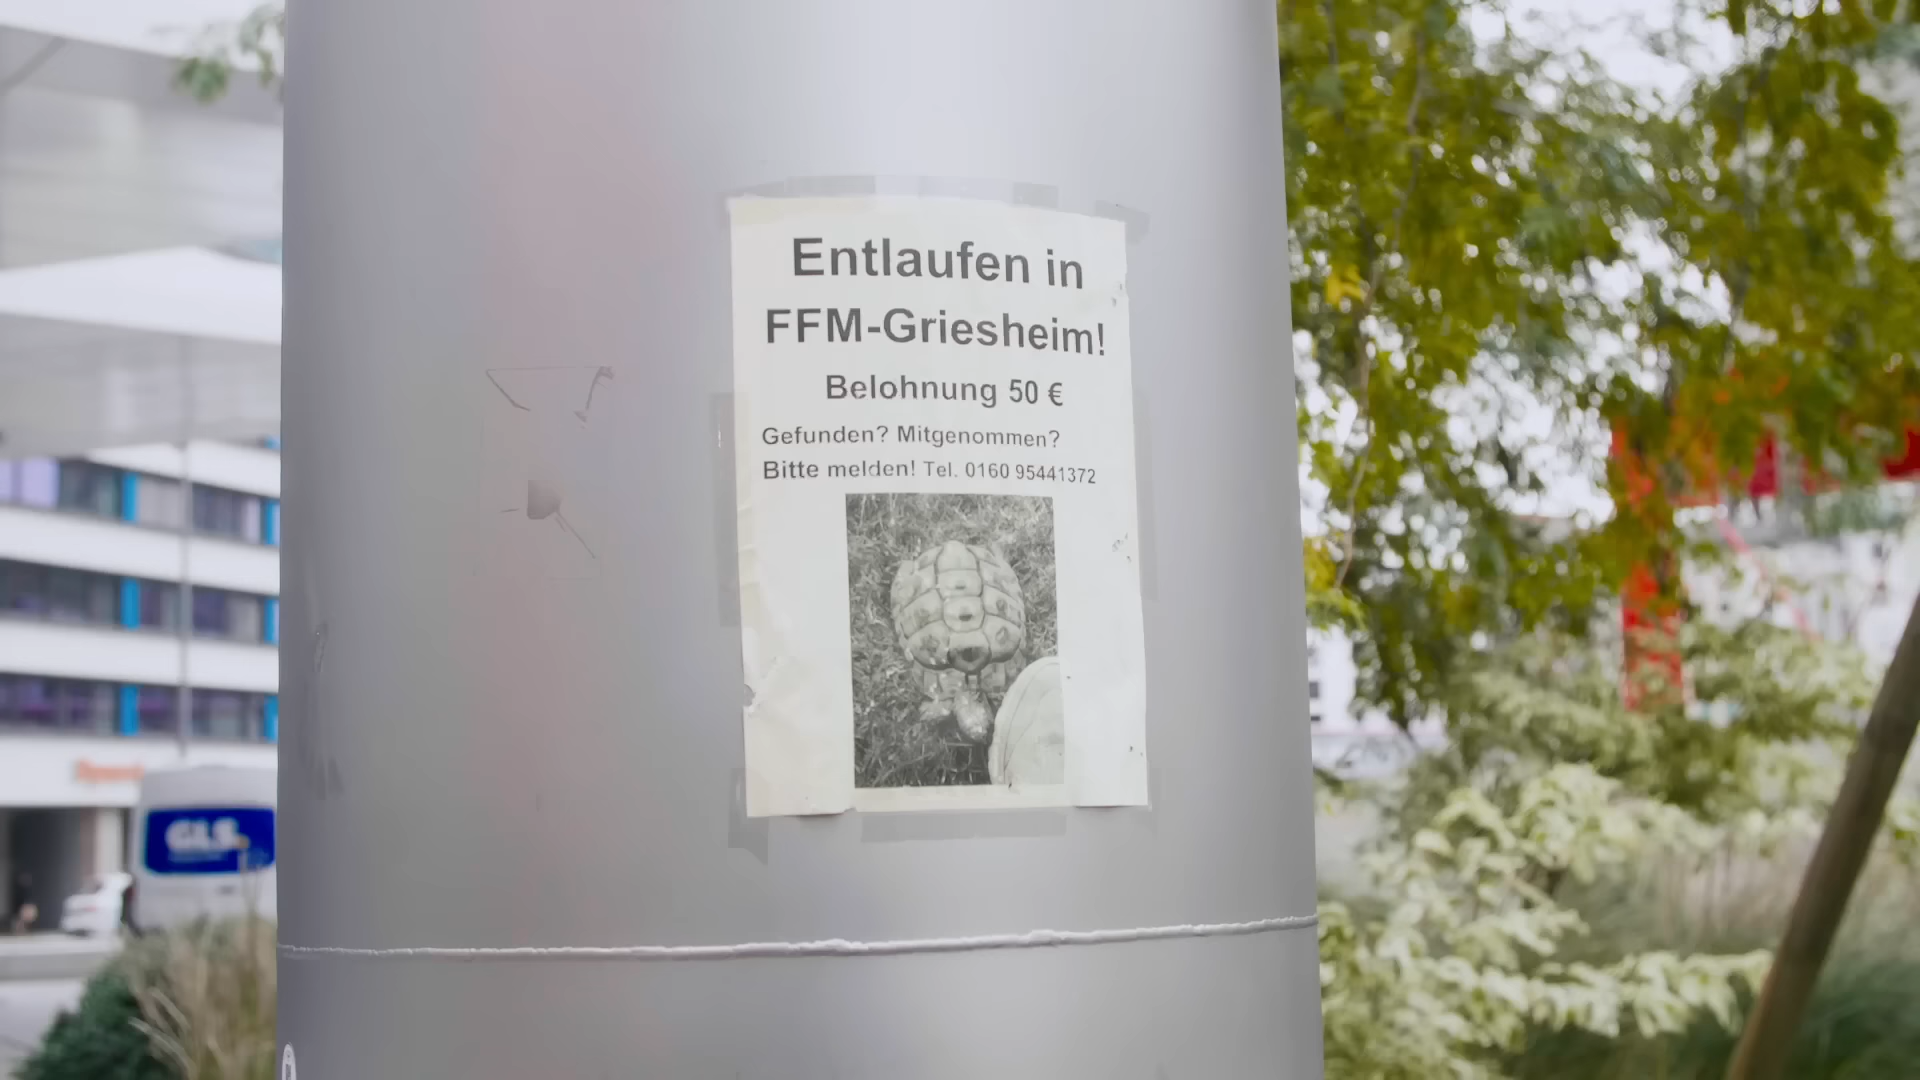 Entlaufen in
FFM-Griesheim!
Belohnung 50 €
Gefunden? Mitgenommen?
Bitte melden! Tel. 0160 95441372
GLS